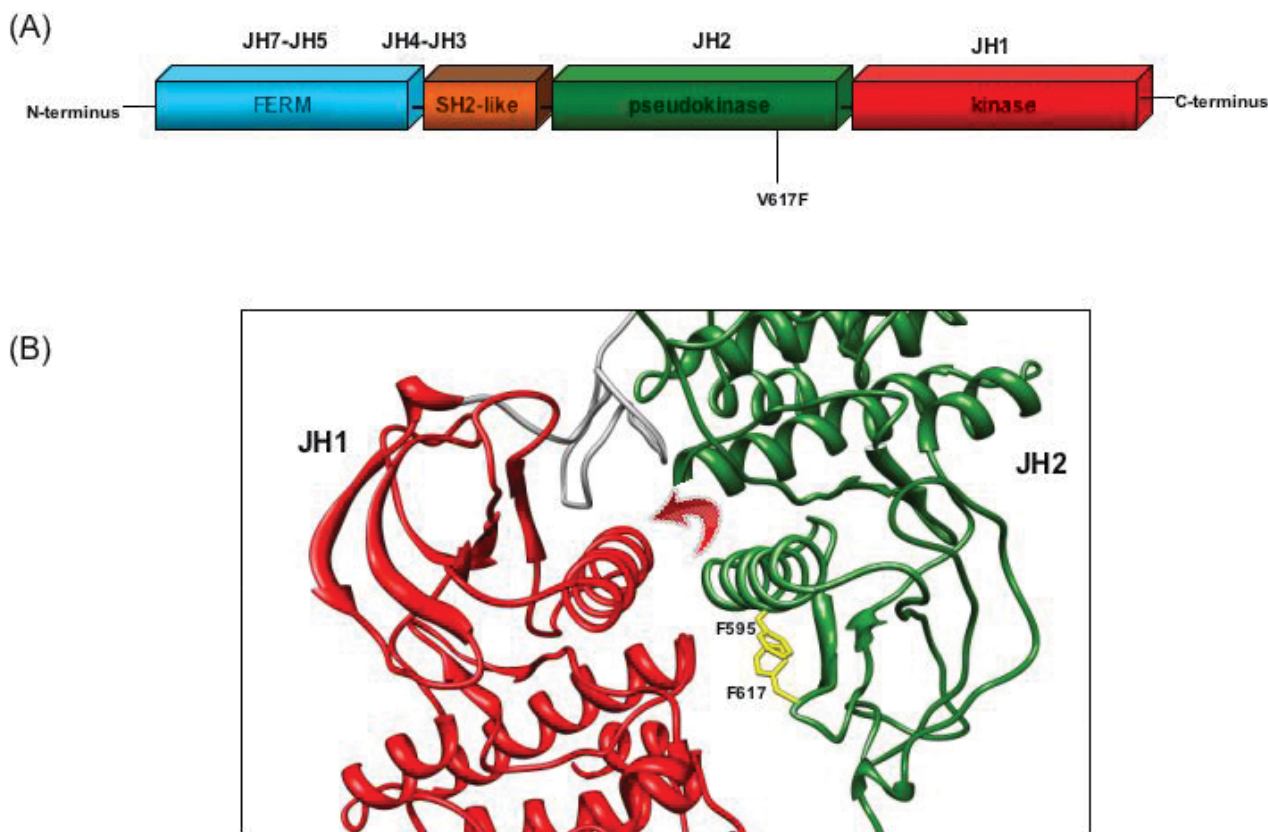 (A)
JH7-JH5 JH4-JH3 JH2 JH1
N-terminus FERM SH2-like pseudokinase kinase C-terminus
V617F
(B)
JH1
JH2
F595
F617